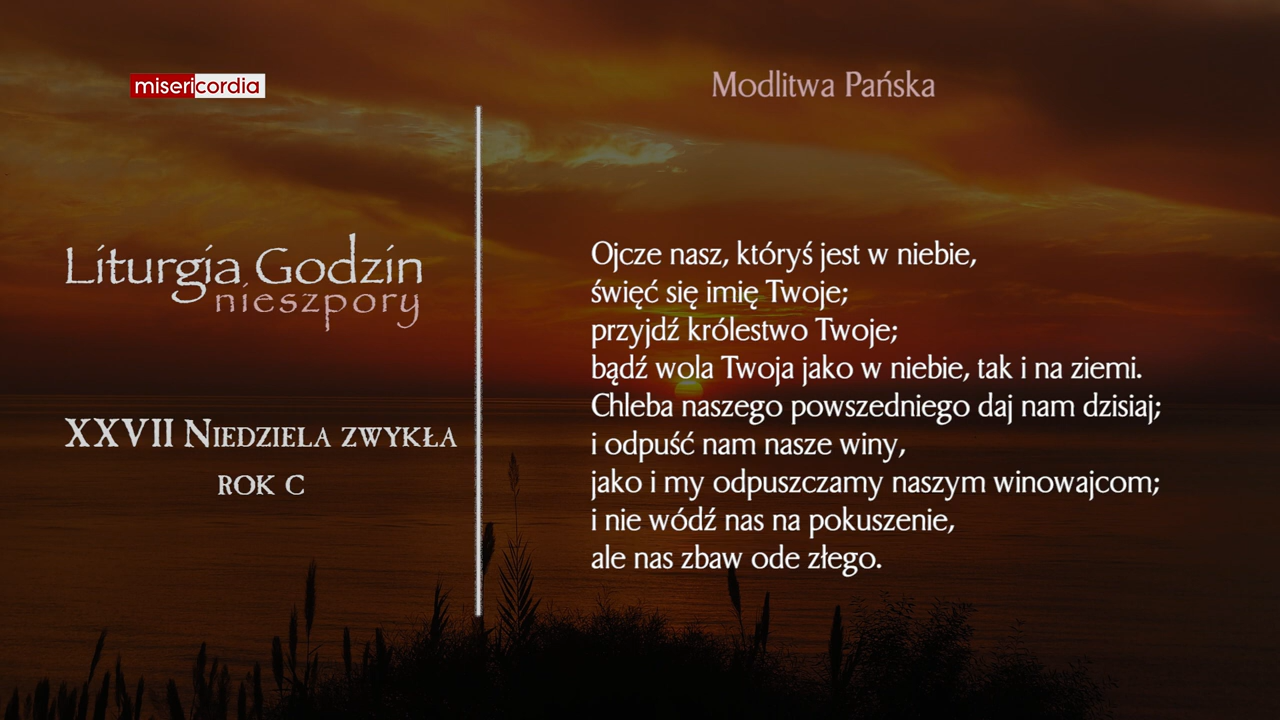 misericordia
Liturgia Godzin
nieszpory
XXVII Niedziela zwykła
rok C
Modlitwa Pańska
Ojcze nasz, któryś jest w niebie,
święć się imię Twoje;
przyjdź królestwo Twoje;
bądź wola Twoja jako w niebie, tak i na ziemi.
Chleba naszego powszedniego daj nam dzisiaj;
i odpuść nam nasze winy,
jako i my odpuszczamy naszym winowajcom;
i nie wódź nas na pokuszenie,
ale nas zbaw ode złego.